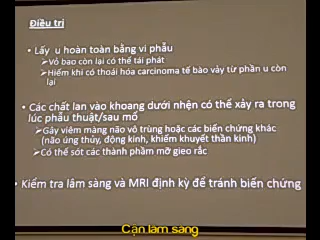 Điều trị
• Lấy u hoàn toàn bằng vi phẫu
➤Vỏ bao còn lại có thể tái phát
➤Hiếm khi có thoái hóa carcinoma tế bào vảy từ phần u còn
lại
• Các chất lan vào khoang dưới nhện có thể xảy ra trong
lúc phẫu thuật/sau mổ
➤Gây viêm màng não vô trùng hoặc các biến chứng khác
(não úng thủy, động kinh, khiếm khuyết thần kinh)
➤Có thể sót các thành phầm mỡ gieo rắc
• Kiểm tra lâm sàng và MRI định kỳ để tránh biến chứng
Cận lâm sàng